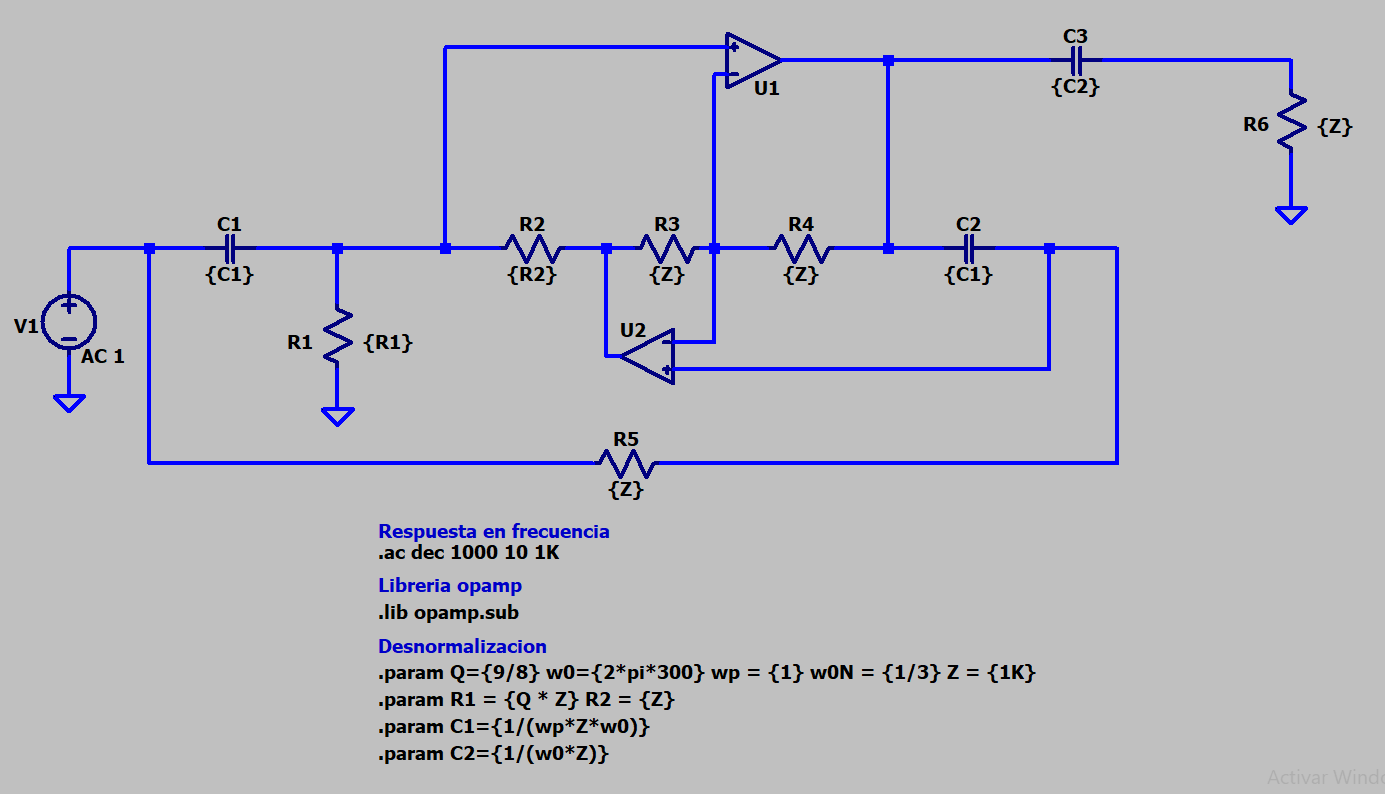 C3
{C2}
U1
R6
{Z}
C1
{C1}
R2
{R2}
R3
{Z}
R4
{Z}
C2
{C1}
V1
AC 1
R1
{R1}
U2
R5
{Z}
Respuesta en frecuencia
.ac dec 1000 10 1K
Libreria opamp
.lib opamp.sub
Desnormalizacion
.param Q={9/8} w0={2*pi*300} wp = {1} w0N = {1/3} Z = {1K}
.param R1 = {Q * Z} R2 = {Z}
.param C1={1/(wp*Z*w0)}
.param C2={1/(w0*Z)}
Activar Windo